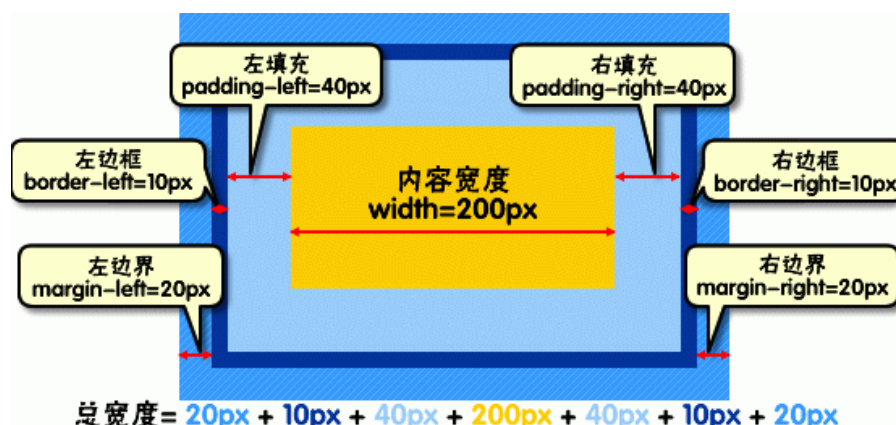 左填充
padding-left=40px
右填充
padding-right=40px
左边框
border-left=10px
内容宽度
width=200px
右边框
border-right=10px
左边界
margin-left=20px
右边界
margin-right=20px
总宽度= 20px + 10px + 40px + 200px + 40px + 10px + 20px